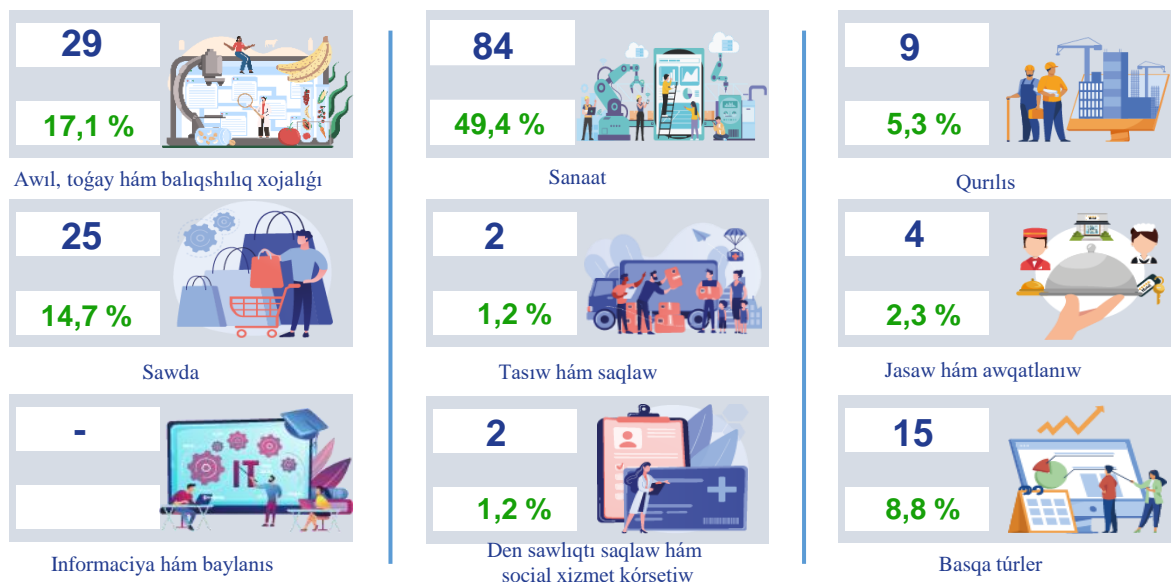 29
17,1 %
Awıl, toǵay hám balıqshılıq xojalıǵı
84
49,4 %
Sanaat
9
5,3 %
Qurılıs
25
14,7 %
Sawda
2
1,2 %
Tasıw hám saqlaw
4
2,3 %
Jasaw hám awqatlanıw
-
IT
Informaciya hám baylanıs
2
1,2 %
Den sawlıqtı saqlaw hám
social xizmet kórsetiw
15
8,8 %
Basqa túrler